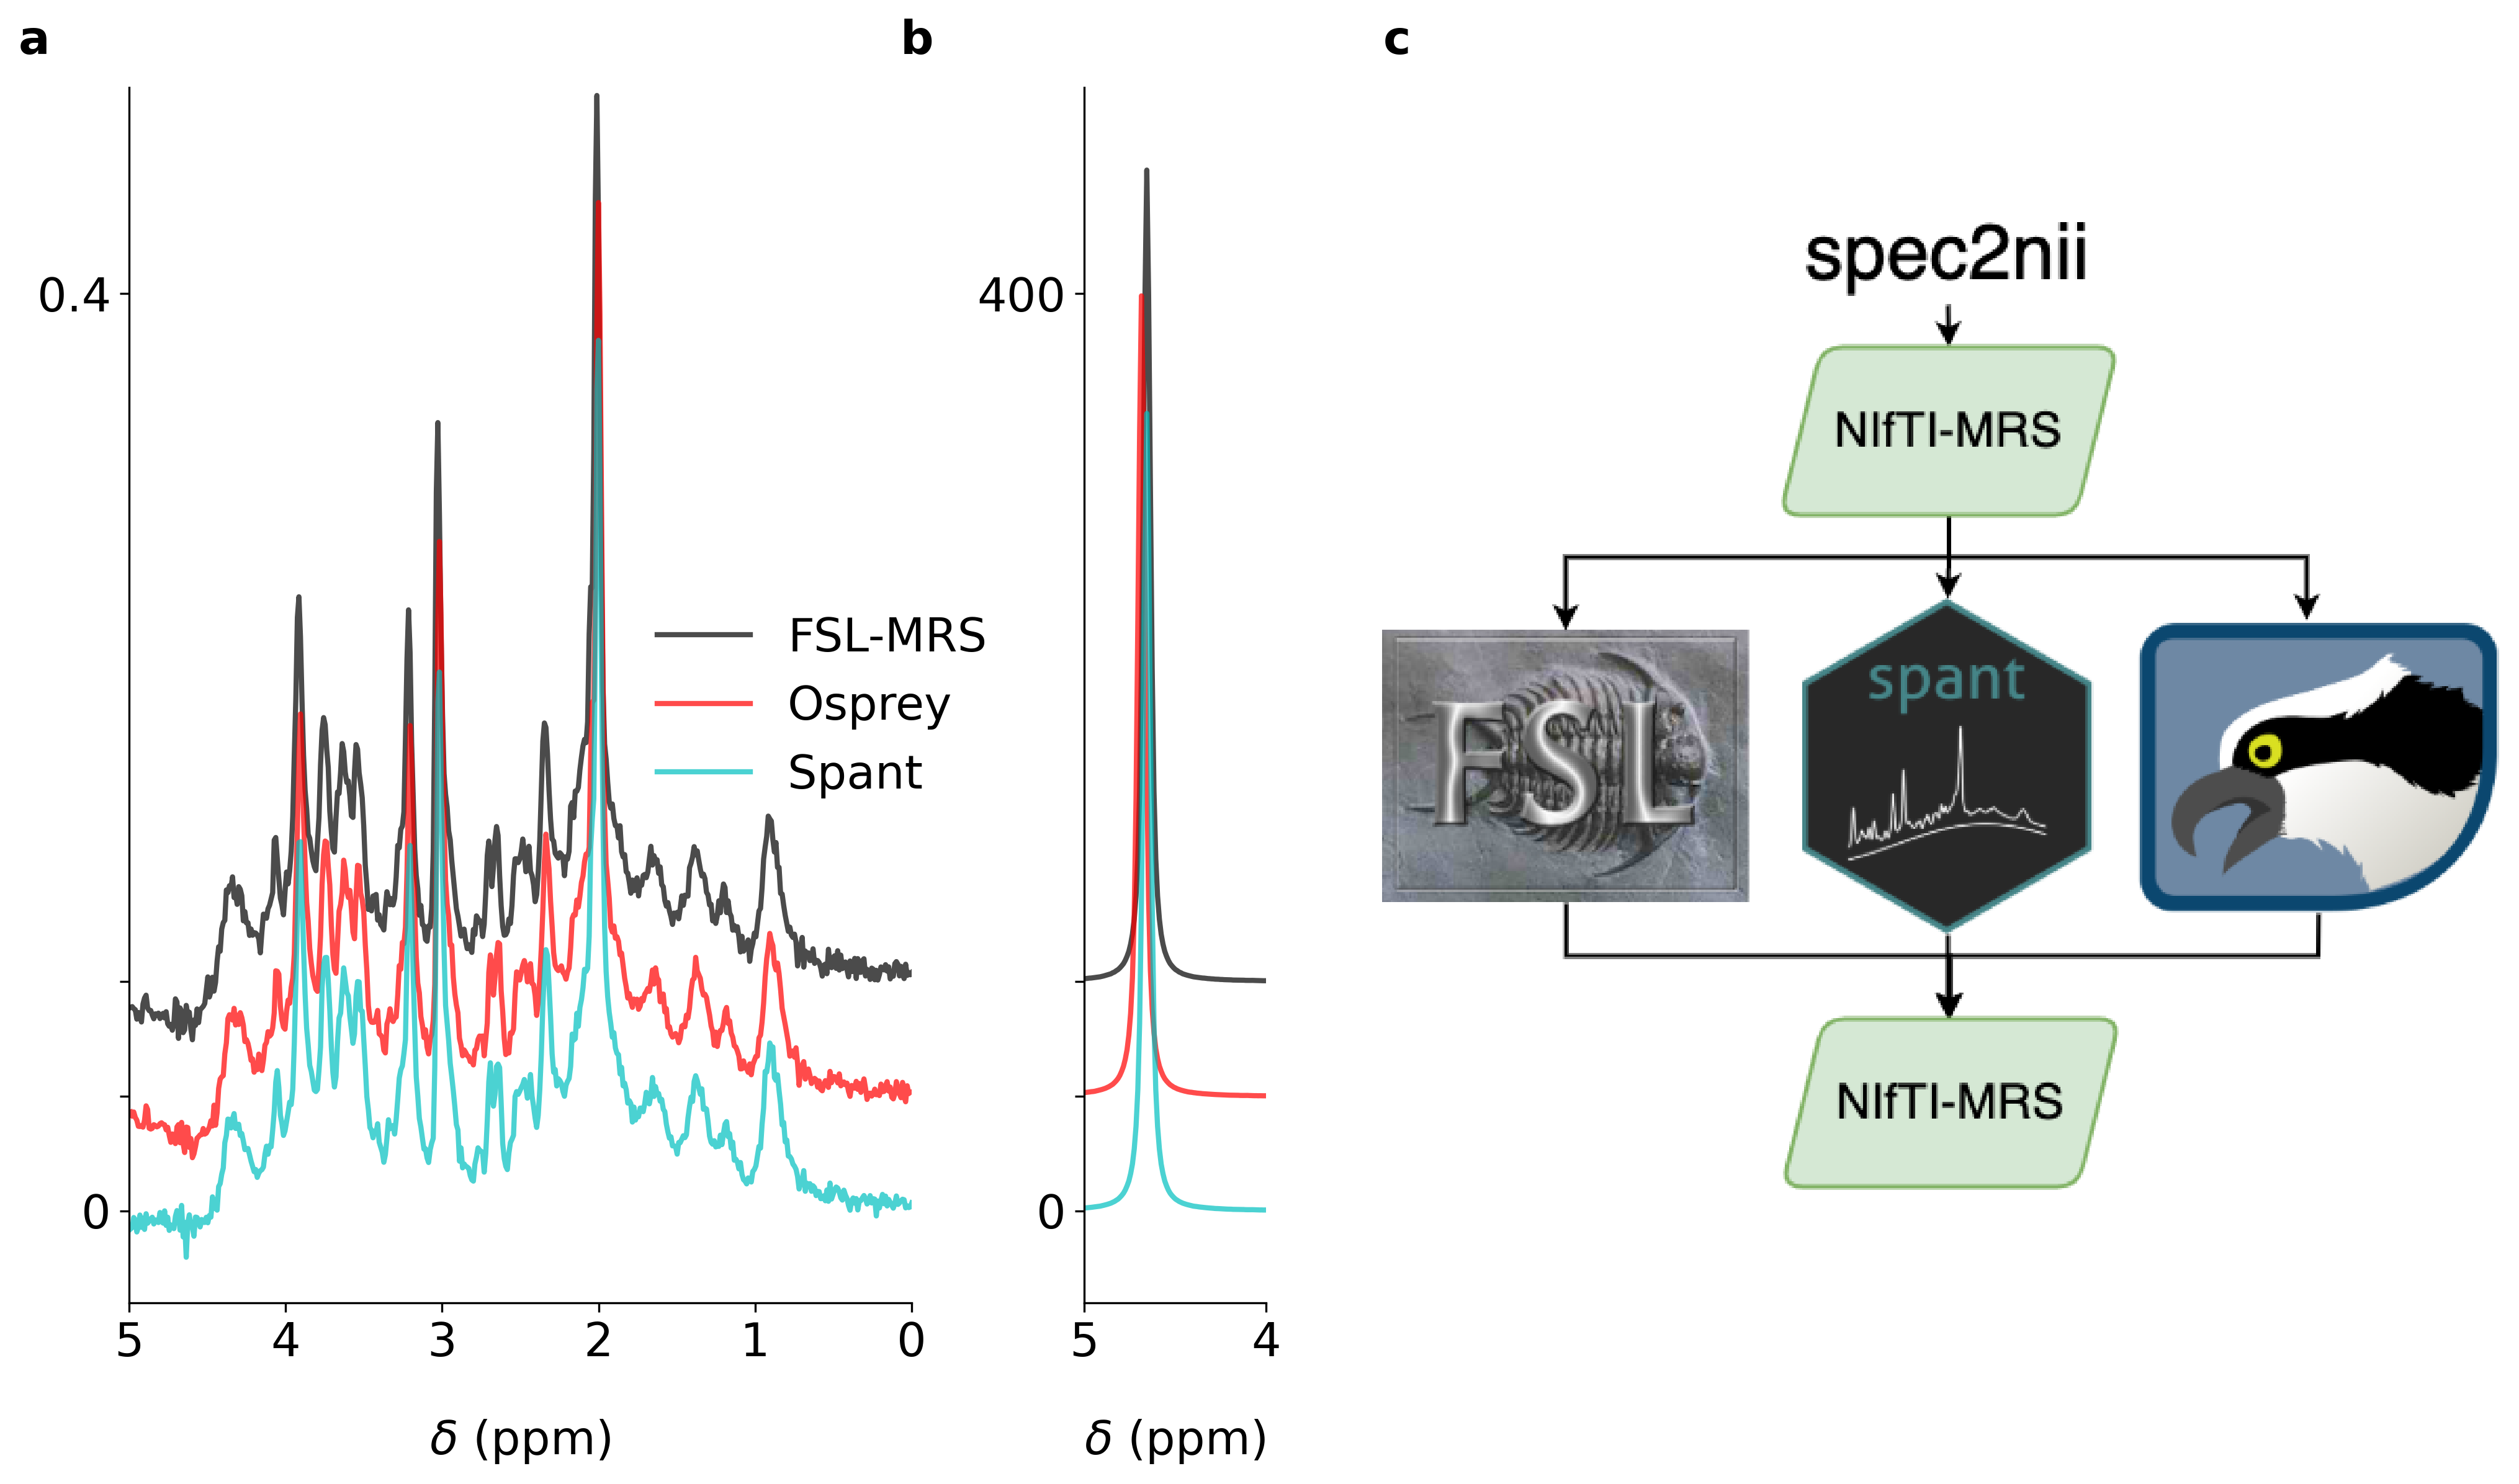 a
0.4
0
5 4 3 2 1 0
δ (ppm)
FSL-MRS
Osprey
Spant
b
400
0
5 4
δ (ppm)
c
spec2nii
NIfTI-MRS
FSL
spant
NIfTI-MRS